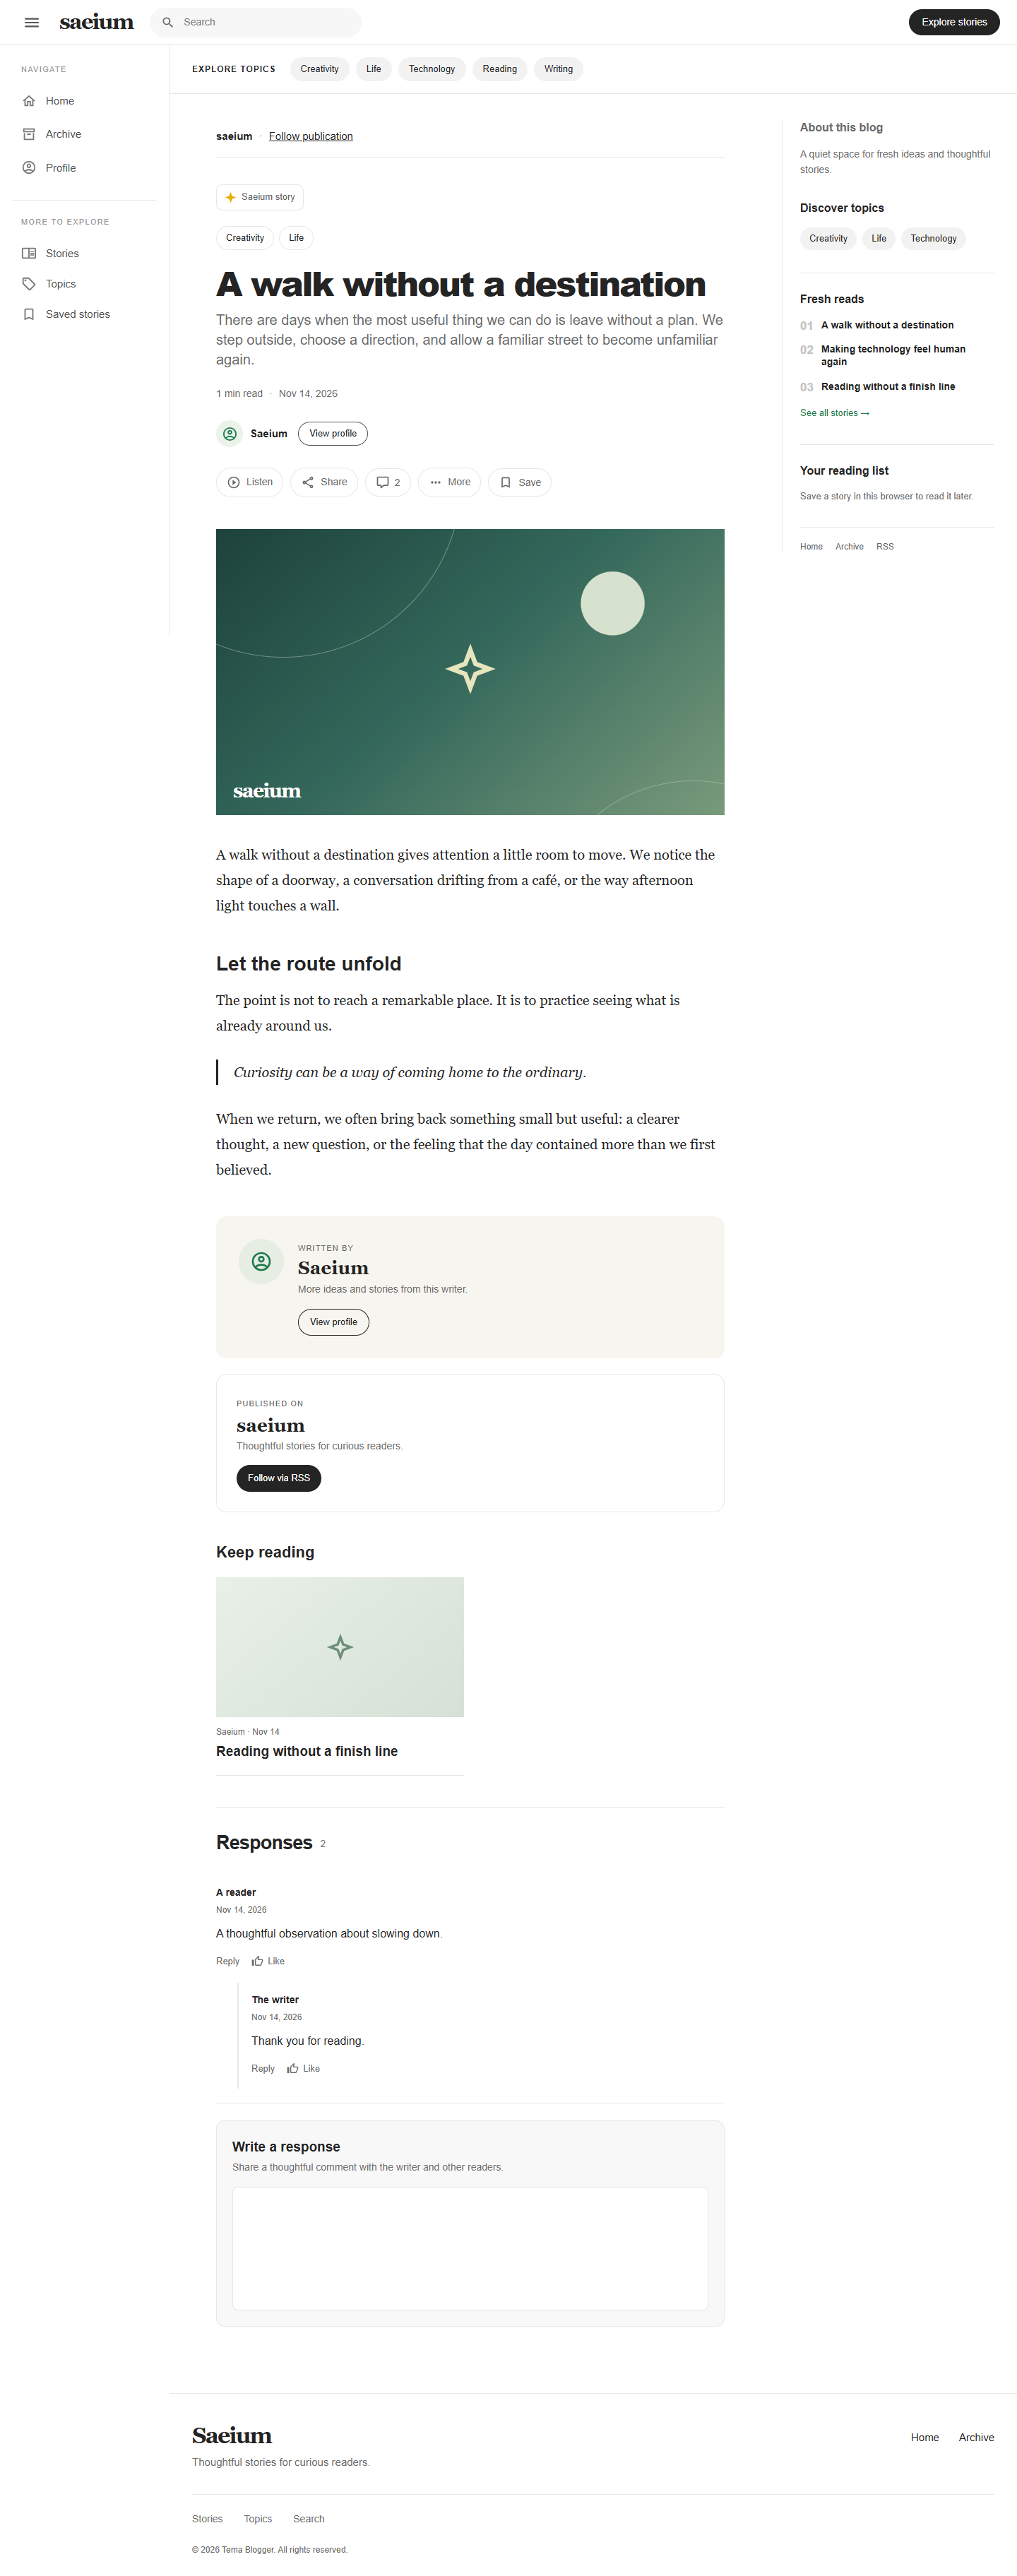 saeium
Search
Explore stories
NAVIGATE
Home
Archive
Profile
MORE TO EXPLORE
Stories
Topics
Saved stories
EXPLORE TOPICS
Creativity
Life
Technology
Reading
Writing
saeium · Follow publication
Saeium story
Creativity
Life
A walk without a destination
There are days when the most useful thing we can do is leave without a plan. We
step outside, choose a direction, and allow a familiar street to become unfamiliar
again.
1 min read · Nov 14, 2026
Saeium
View profile
Listen
Share
2
More
Save
saeium
A walk without a destination gives attention a little room to move. We notice the
shape of a doorway, a conversation drifting from a café, or the way afternoon
light touches a wall.
Let the route unfold
The point is not to reach a remarkable place. It is to practice seeing what is
already around us.
Curiosity can be a way of coming home to the ordinary.
When we return, we often bring back something small but useful: a clearer
thought, a new question, or the feeling that the day contained more than we first
believed.
WRITTEN BY
Saeium
More ideas and stories from this writer.
View profile
PUBLISHED ON
saeium
Thoughtful stories for curious readers.
Follow via RSS
Keep reading
Saeium · Nov 14
Reading without a finish line
Responses 2
A reader
Nov 14, 2026
A thoughtful observation about slowing down.
Reply
Like
The writer
Nov 14, 2026
Thank you for reading.
Reply
Like
Write a response
Share a thoughtful comment with the writer and other readers.
About this blog
A quiet space for fresh ideas and thoughtful
stories.
Discover topics
Creativity
Life
Technology
Fresh reads
01 A walk without a destination
02 Making technology feel human
again
03 Reading without a finish line
See all stories →
Your reading list
Save a story in this browser to read it later.
Home
Archive
RSS
Saeium
Thoughtful stories for curious readers.
Home
Archive
Stories
Topics
Search
© 2026 Tema Blogger. All rights reserved.